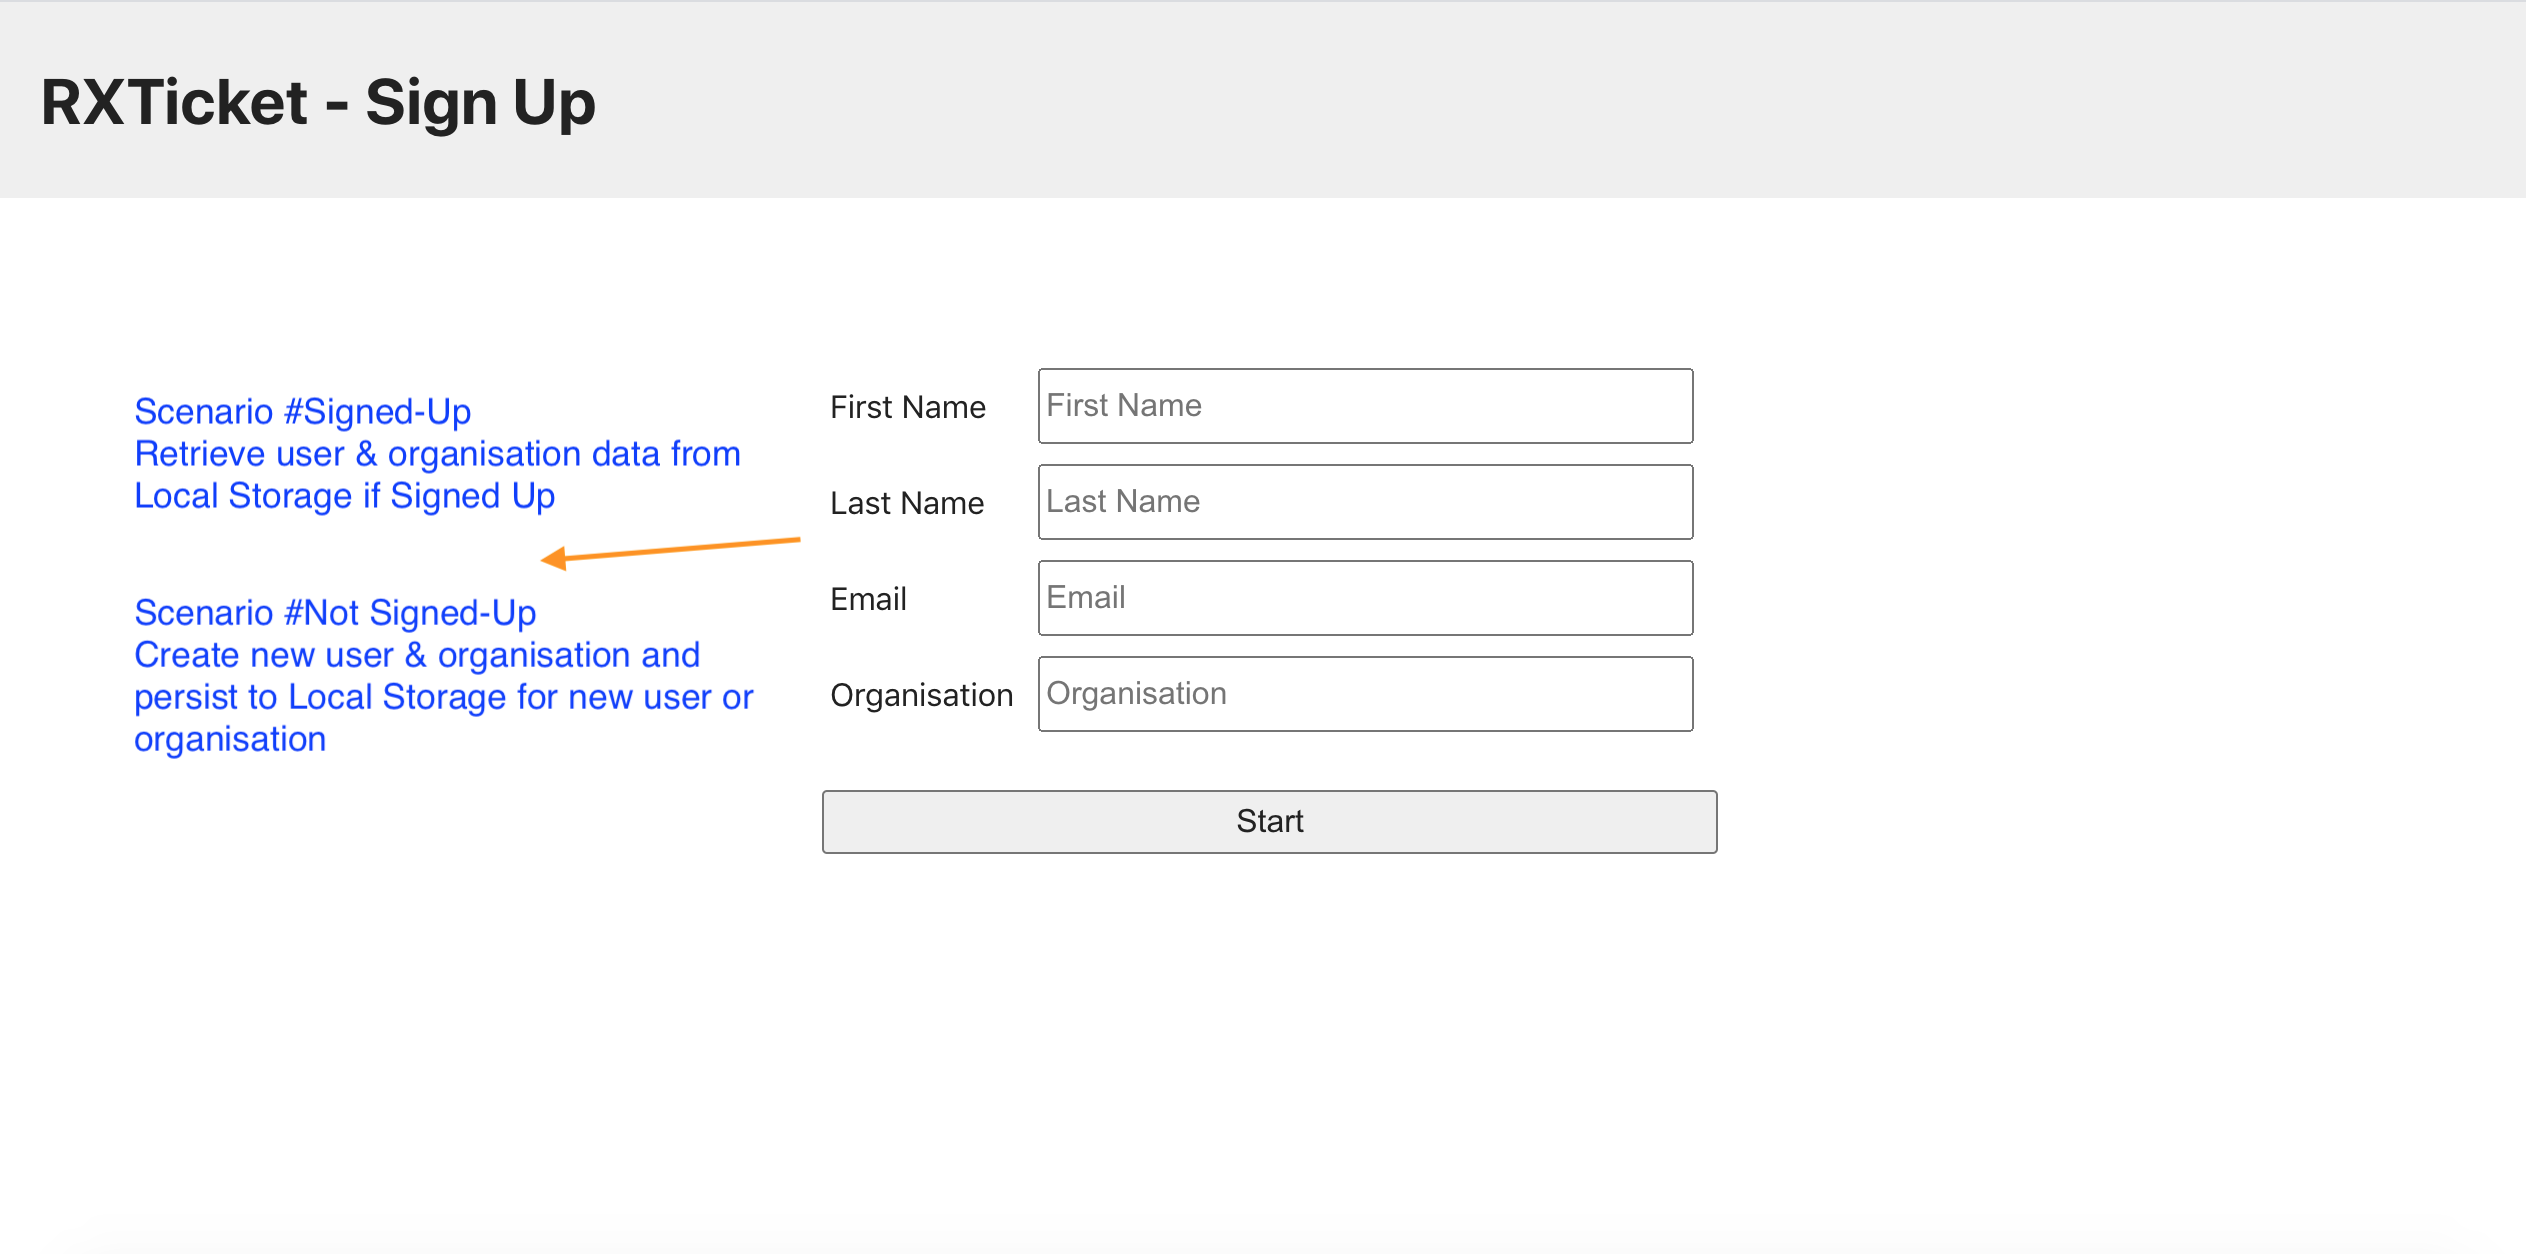 RXTicket - Sign Up
Scenario #Signed-Up
Retrieve user & organisation data from
Local Storage if Signed Up
Scenario #Not Signed-Up
Create new user & organisation and
persist to Local Storage for new user or
organisation
First Name First Name
Last Name Last Name
Email Email
Organisation Organisation
Start